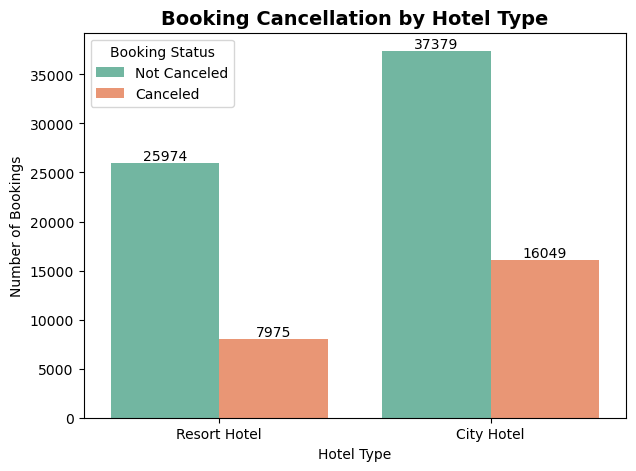 Booking Cancellation by Hotel Type
Booking Status
Not Canceled
Canceled
37379
25974
16049
7975
Number of Bookings
35000
30000
25000
20000
15000
10000
5000
0
Resort Hotel
City Hotel
Hotel Type